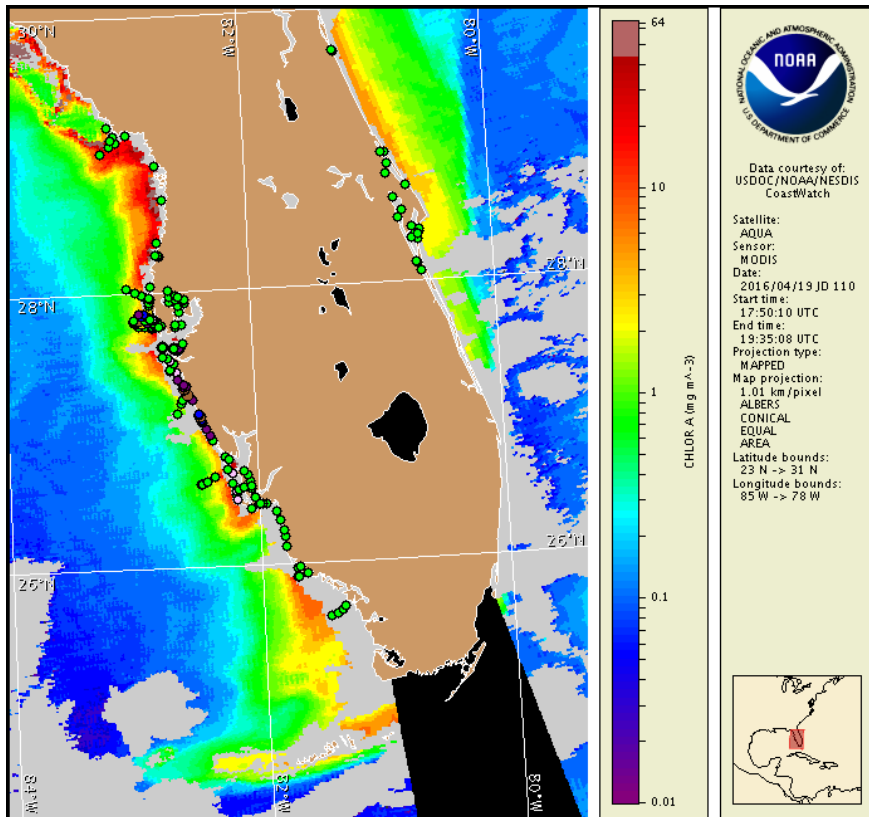 30°N
82°W
80°W
28°N
28°N
26°N
26°N
84°W
82°W
80°W
64
10
1
0.1
0.01
CHLOR A (mg m^-3)
NATIONAL OCEANIC AND ATMOSPHERIC ADMINISTRATION
NOAA
U.S. DEPARTMENT OF COMMERCE
Data courtesy of:
USDOC/NOAA/NESDIS
CoastWatch
Satellite:
AQUA
Sensor:
MODIS
Date:
2016/04/19 JD 110
Start time:
17:50:10 UTC
End time:
19:35:08 UTC
Projection type:
MAPPED
Map projection:
1.01 km/pixel
ALBERS
CONICAL
EQUAL
AREA
Latitude bounds:
23 N -> 31 N
Longitude bounds:
85 W -> 78 W